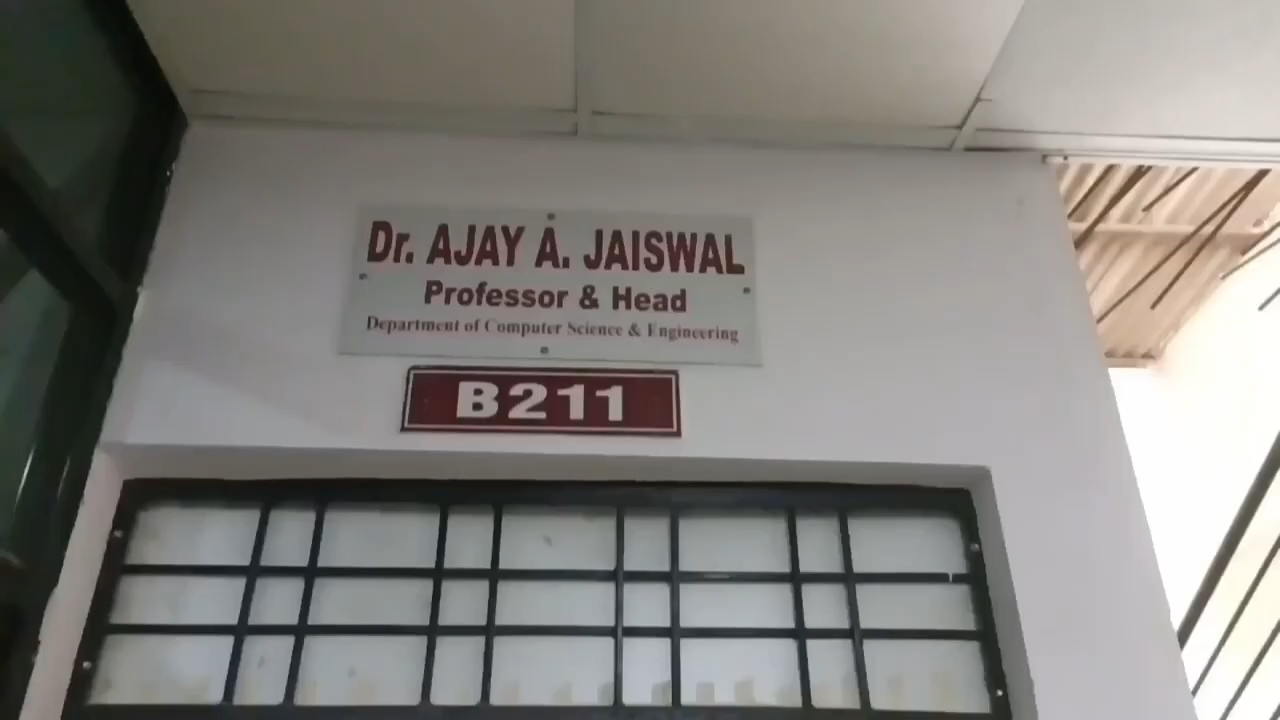 Dr. AJAY A. JAISWAL
Professor & Head
Department of Computer Science & Engineering
B211